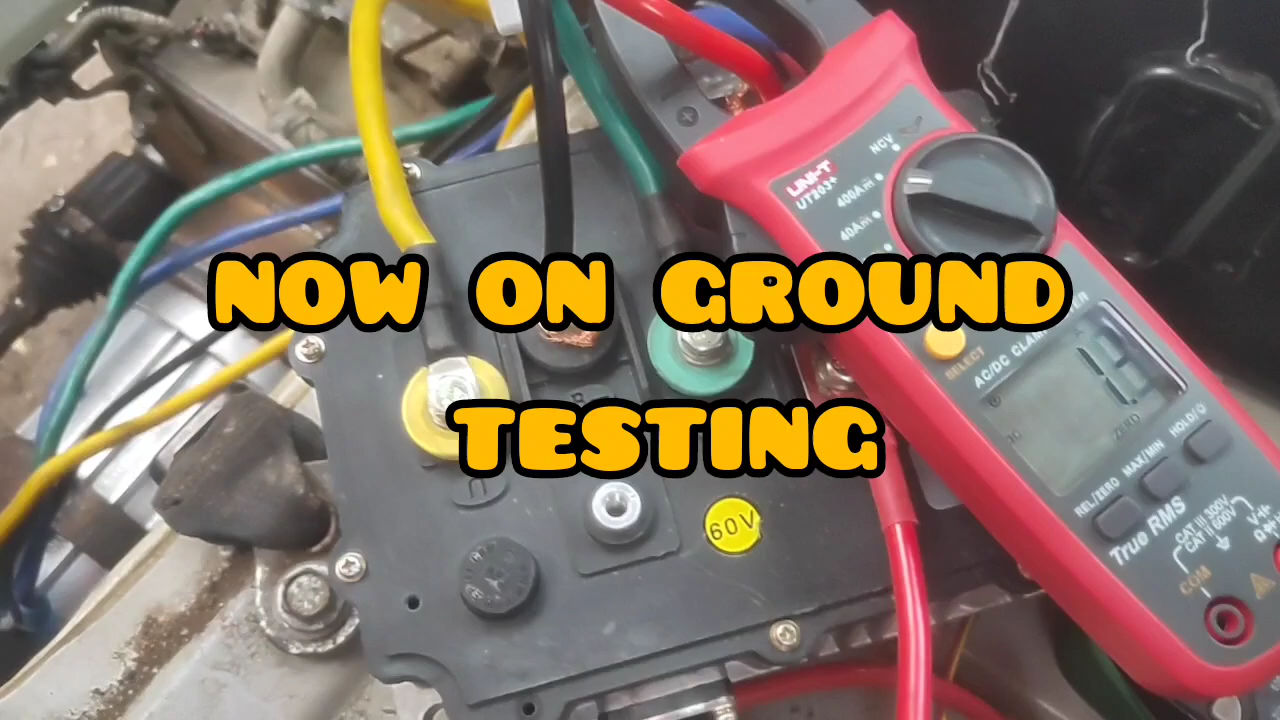 NOW ON GROUND
TESTING
NCV
UNI-T
UT203+
400A
40A
SELECT
AC/DC CLAMP
ZERO
REL/ZERO MAX/MIN HOLD/
True RMS
CAT III 300V
CAT II 600V
COM
60V